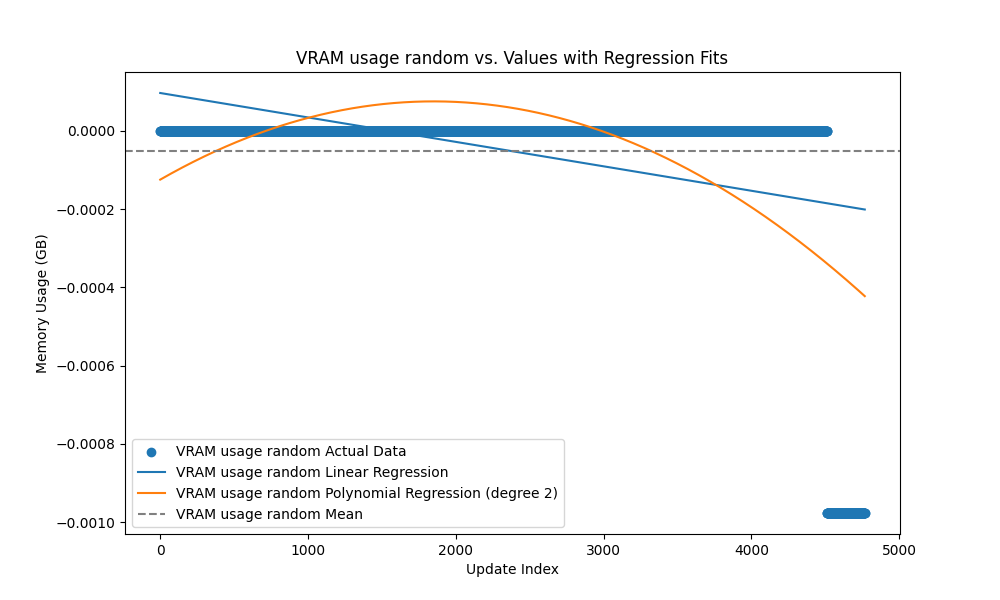 VRAM usage random vs. Values with Regression Fits
Memory Usage (GB)
0.0000
−0.0002
−0.0004
−0.0006
−0.0008
−0.0010
VRAM usage random Actual Data
VRAM usage random Linear Regression
VRAM usage random Polynomial Regression (degree 2)
VRAM usage random Mean
0 1000 2000 3000 4000 5000
Update Index